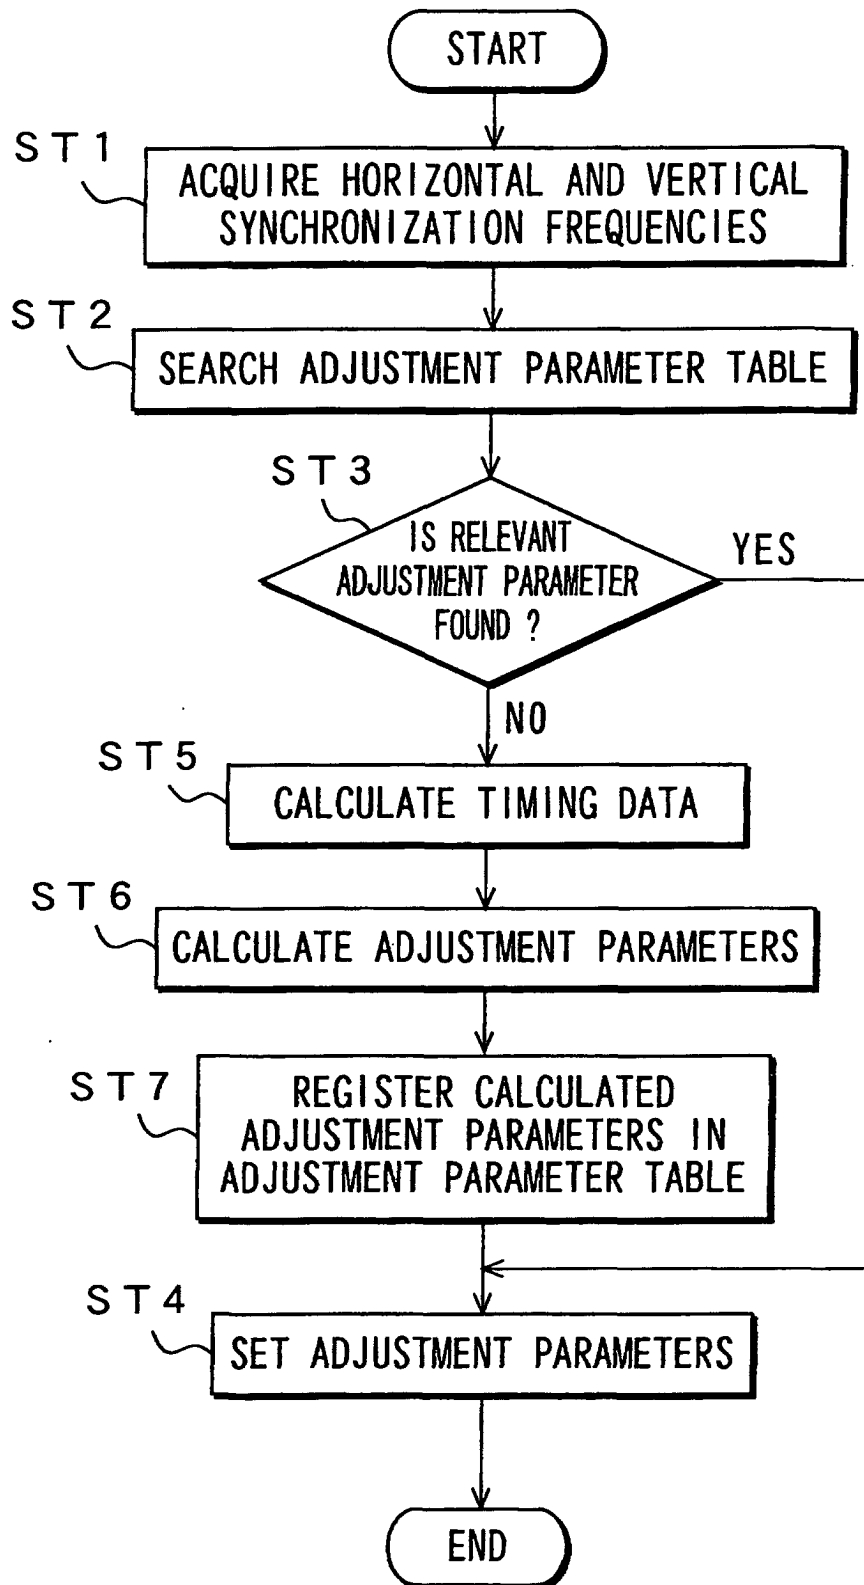 START
ST1
ACQUIRE HORIZONTAL AND VERTICAL
SYNCHRONIZATION FREQUENCIES
ST2
SEARCH ADJUSTMENT PARAMETER TABLE
ST3
IS RELEVANT
ADJUSTMENT PARAMETER
FOUND ?
YES
NO
ST5
CALCULATE TIMING DATA
ST6
CALCULATE ADJUSTMENT PARAMETERS
ST7
REGISTER CALCULATED
ADJUSTMENT PARAMETERS IN
ADJUSTMENT PARAMETER TABLE
ST4
SET ADJUSTMENT PARAMETERS
END